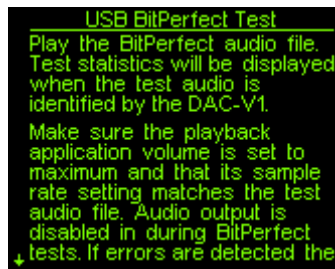 USB BitPerfect Test
Play the BitPerfect audio file.
Test statistics will be displayed
when the test audio is
identified by the DAC-V1.
Make sure the playback
application volume is set to
maximum and that its sample
rate setting matches the test
audio file. Audio output is
disabled in during BitPerfect
tests. If errors are detected the